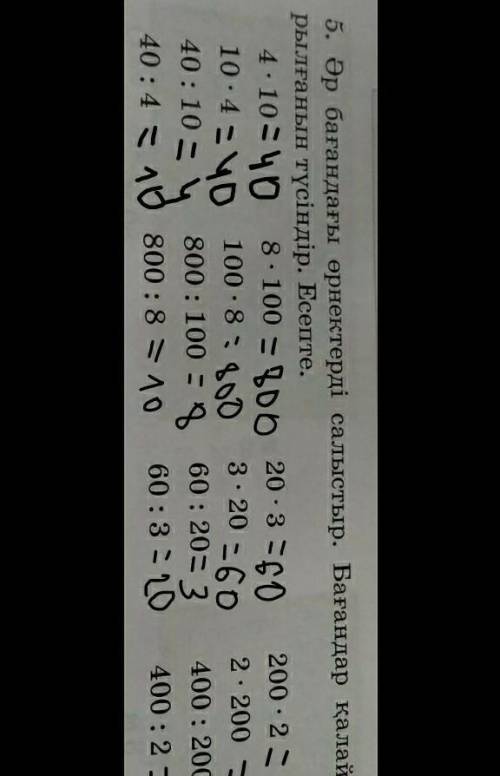 5. Әр бағандағы өрнектерді салыстыр. Бағандар қалай
рылғанын түсіндір. Есепте.
4 · 10 = 40 8 · 100 = 800 20 · 3 = 60 200 · 2 =
10 · 4 = 40 100 · 8 = 800 3 · 20 = 60 2 · 200 =
40 : 10 = 4 800 : 100 = 8 60 : 20 = 3 400 : 200
40 : 4 = 10 800 : 8 = 10 60 : 3 = 20 400 : 2 =